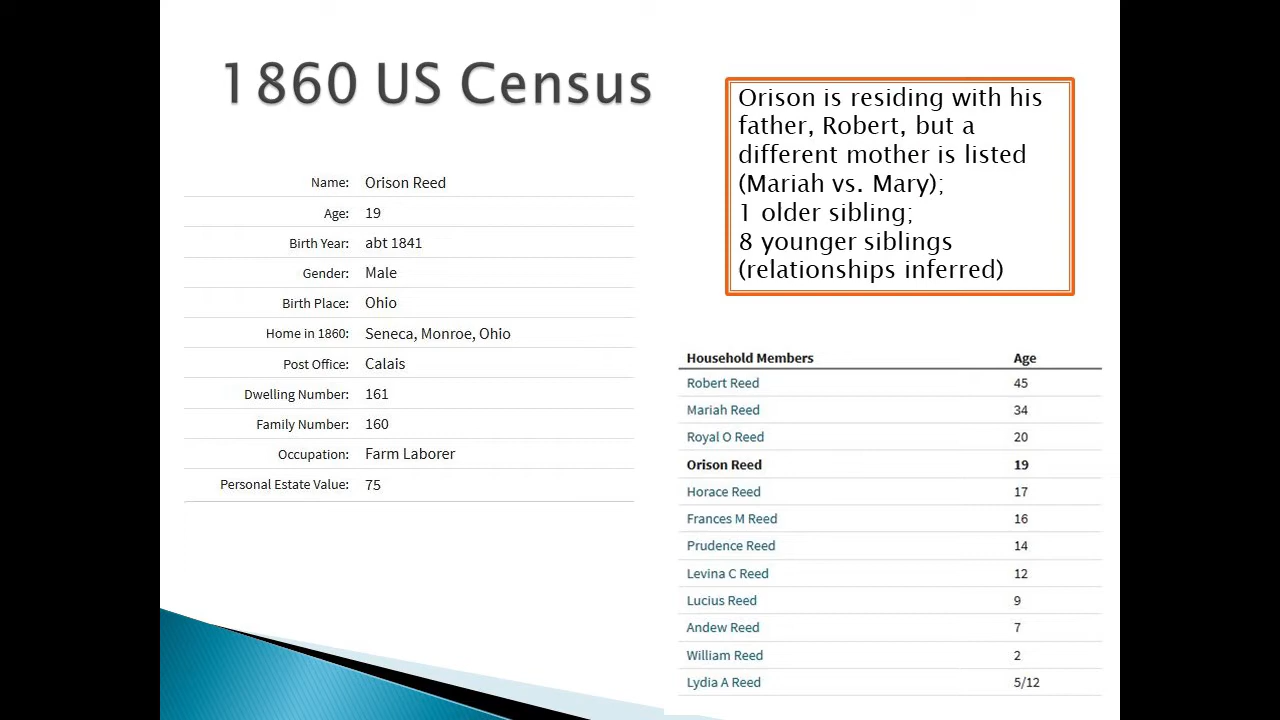 1860 US Census
Orison is residing with his
father, Robert, but a
different mother is listed
(Mariah vs. Mary);
1 older sibling;
8 younger siblings
(relationships inferred)
Name: Orison Reed
Age: 19
Birth Year: abt 1841
Gender: Male
Birth Place: Ohio
Home in 1860: Seneca, Monroe, Ohio
Post Office: Calais
Dwelling Number: 161
Family Number: 160
Occupation: Farm Laborer
Personal Estate Value: 75
Household Members Age
Robert Reed 45
Mariah Reed 34
Royal O Reed 20
Orison Reed 19
Horace Reed 17
Frances M Reed 16
Prudence Reed 14
Levina C Reed 12
Lucius Reed 9
Andew Reed 7
William Reed 2
Lydia A Reed 5/12